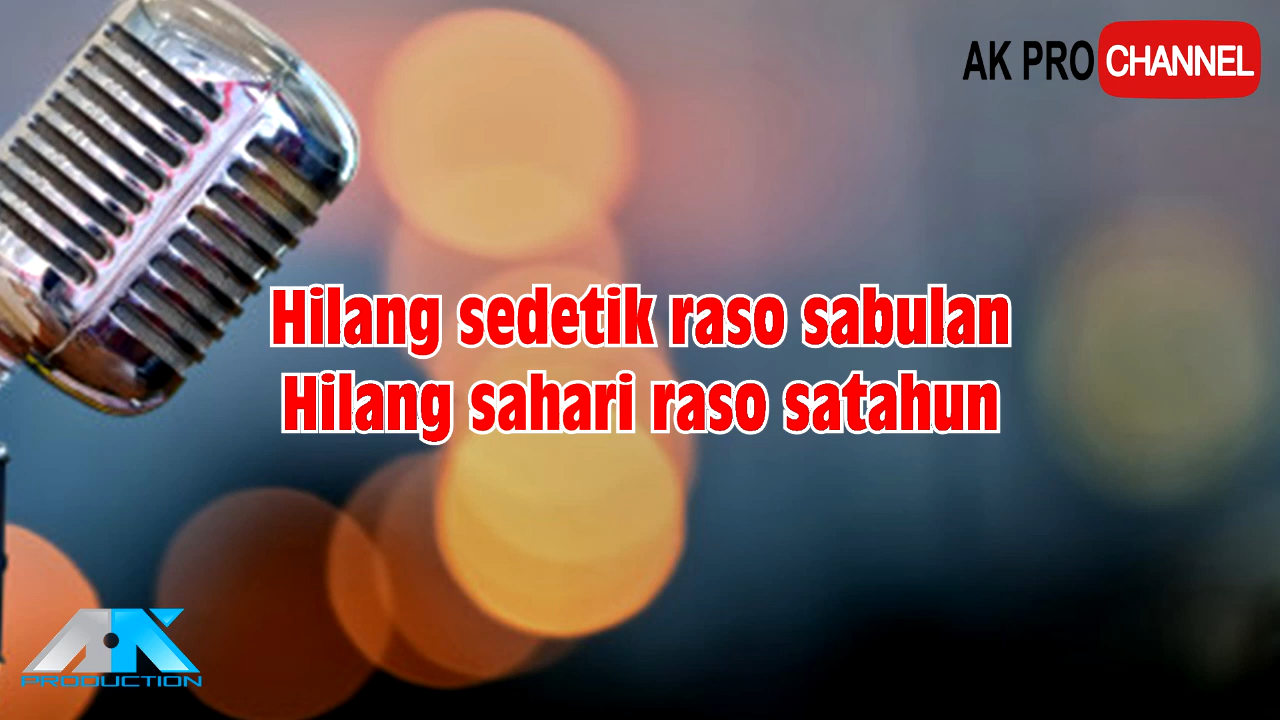 AK PRO CHANNEL
Hilang sedetik raso sabulan
Hilang sahari raso satahun
AK
PRODUCTION